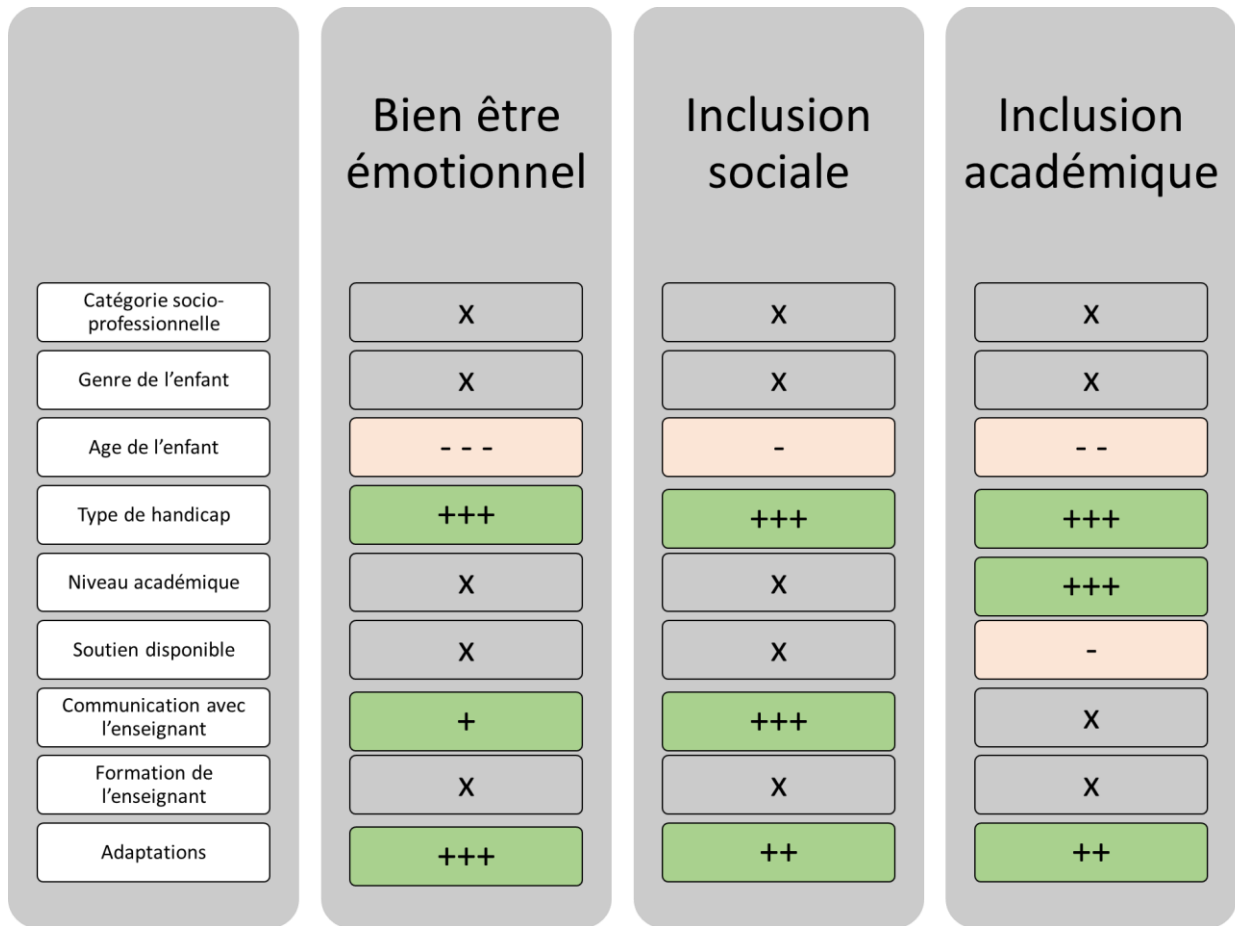 Bien être
émotionnel
Inclusion
sociale
Inclusion
académique
Catégorie socio-
professionnelle
x
x
x
Genre de l'enfant
x
x
x
Age de l'enfant
- - -
-
- -
Type de handicap
+++
+++
+++
Niveau académique
x
x
+++
Soutien disponible
x
x
-
Communication avec
l'enseignant
+
+++
x
Formation de
l'enseignant
x
x
x
Adaptations
+++
++
++